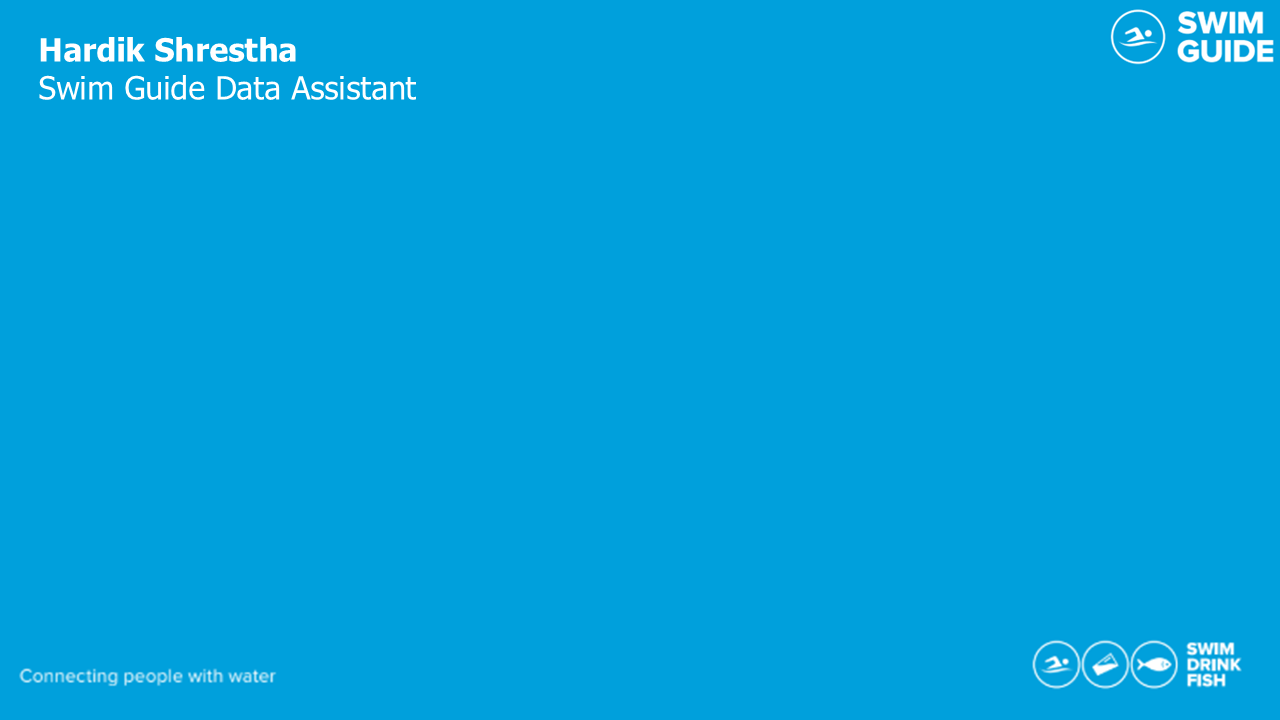 Hardik Shrestha
Swim Guide Data Assistant
SWIM
GUIDE
Connecting people with water
SWIM
DRINK
FISH